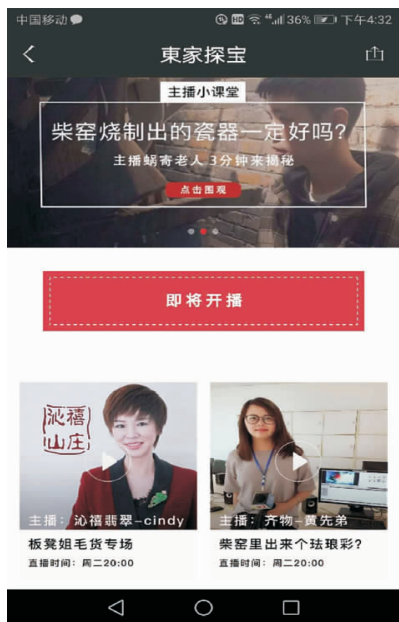 中国移动 HD 4G 36% 下午4:32
東家探宝
主播小课堂
柴窑烧制出的瓷器一定好吗?
主播蜗寄老人 3分钟来揭秘
点击围观
即将开播
沁禧
山庄
主播：沁禧翡翠-cindy
板凳姐毛货专场
直播时间：周二20:00
主播：齐物-黄先弟
柴窑里出来个珐琅彩?
直播时间：周二20:00